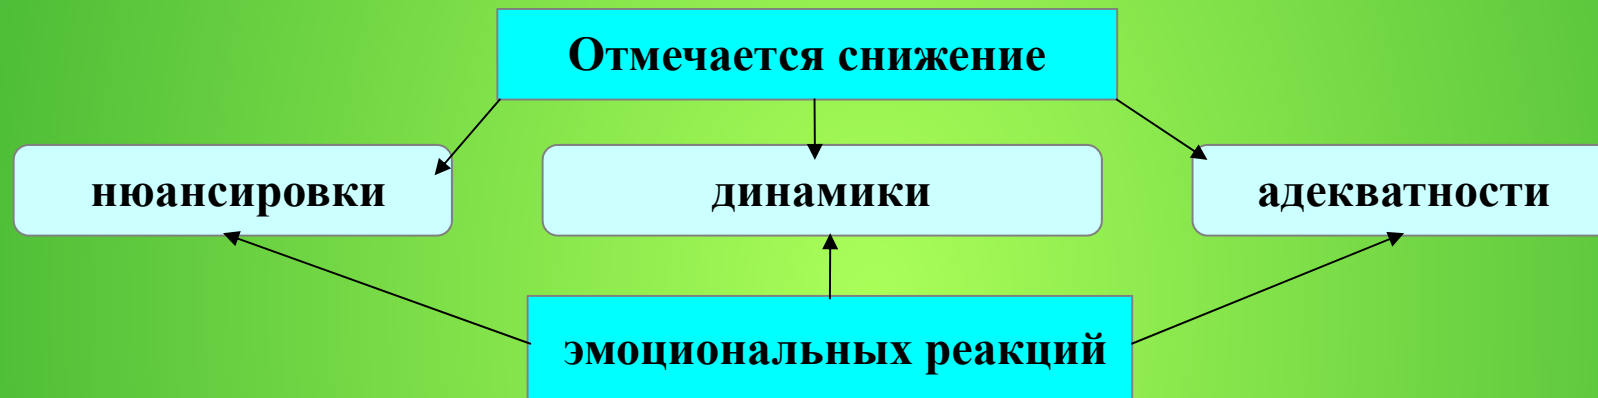 Отмечается снижение
нюансировки
динамики
адекватности
эмоциональных реакций